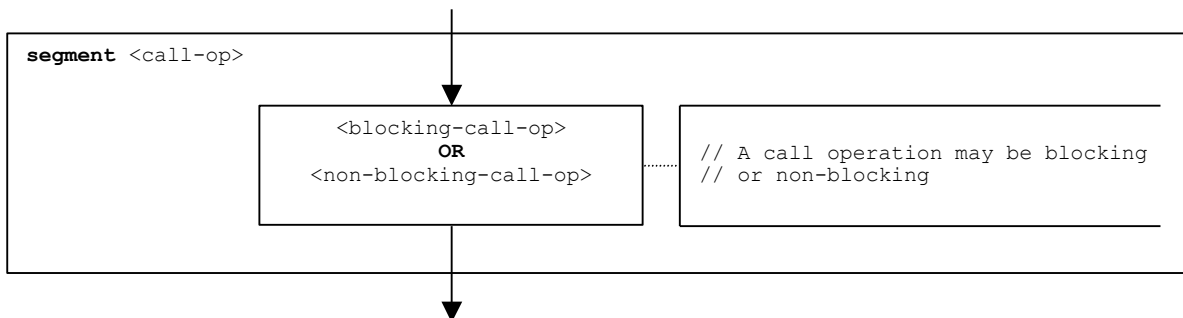 segment <call-op>
<blocking-call-op>
OR
<non-blocking-call-op>
// A call operation may be blocking
// or non-blocking